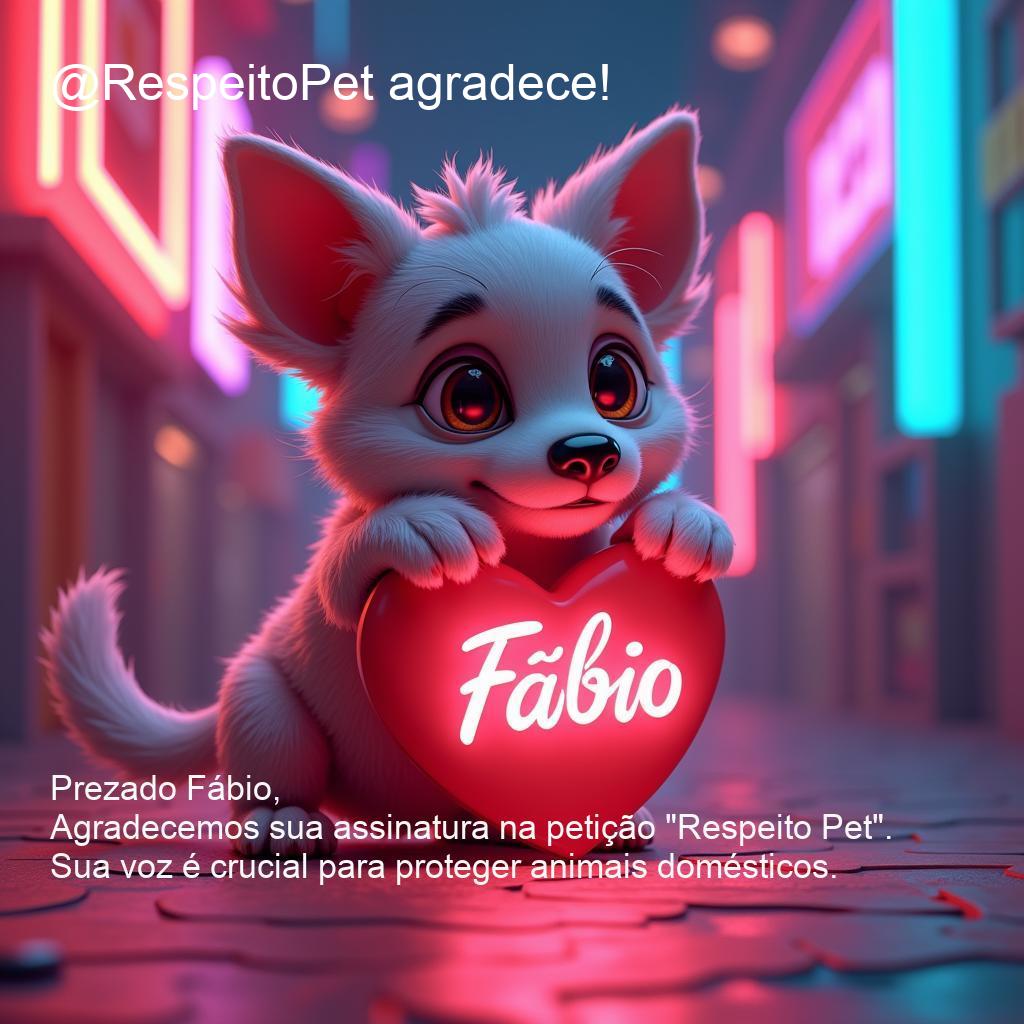 @RespeitoPet agradece!
Fãbio
Prezado Fábio,
Agradecemos sua assinatura na petição "Respeito Pet".
Sua voz é crucial para proteger animais domésticos.